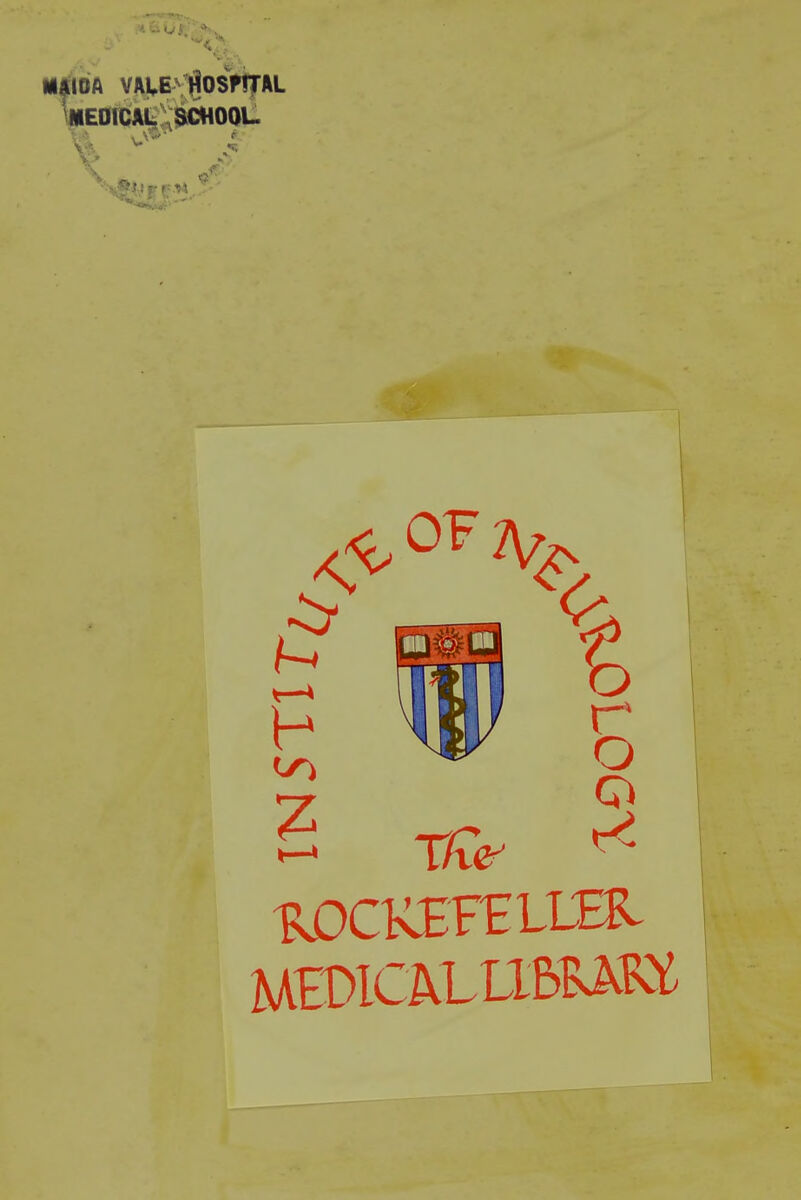 MAIDA VALE HOSPITAL
MEDICAL SCHOOL
INSTITUTE OF NEUROLOGY
The
ROCKEFELLER
MEDICAL LIBRARY